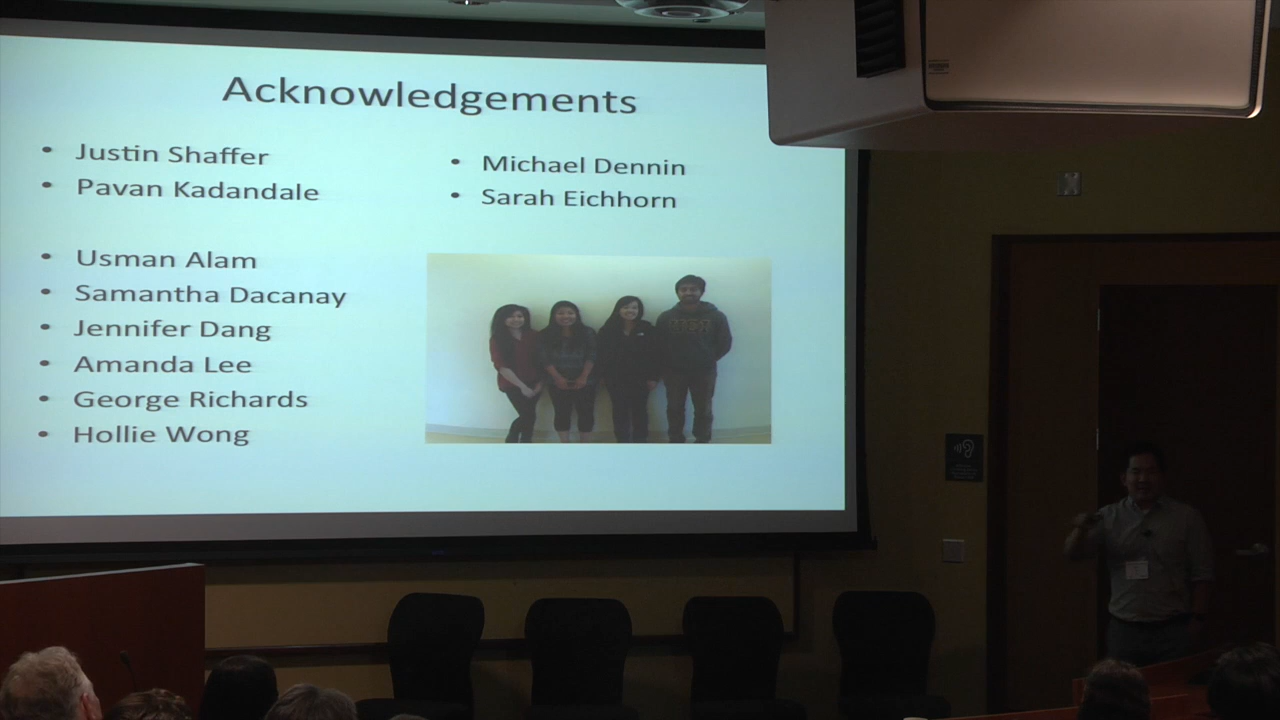 Acknowledgements
• Justin Shaffer
• Pavan Kadandale
• Usman Alam
• Samantha Dacanay
• Jennifer Dang
• Amanda Lee
• George Richards
• Hollie Wong
• Michael Dennin
• Sarah Eichhorn